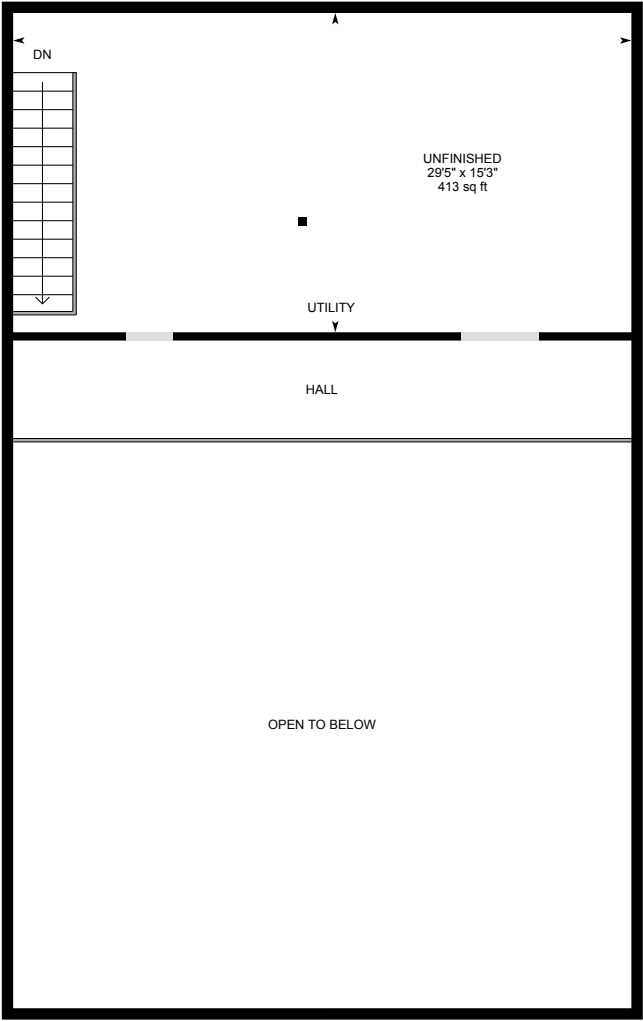 DN
UNFINISHED
29'5" x 15'3"
413 sq ft
UTILITY
HALL
OPEN TO BELOW